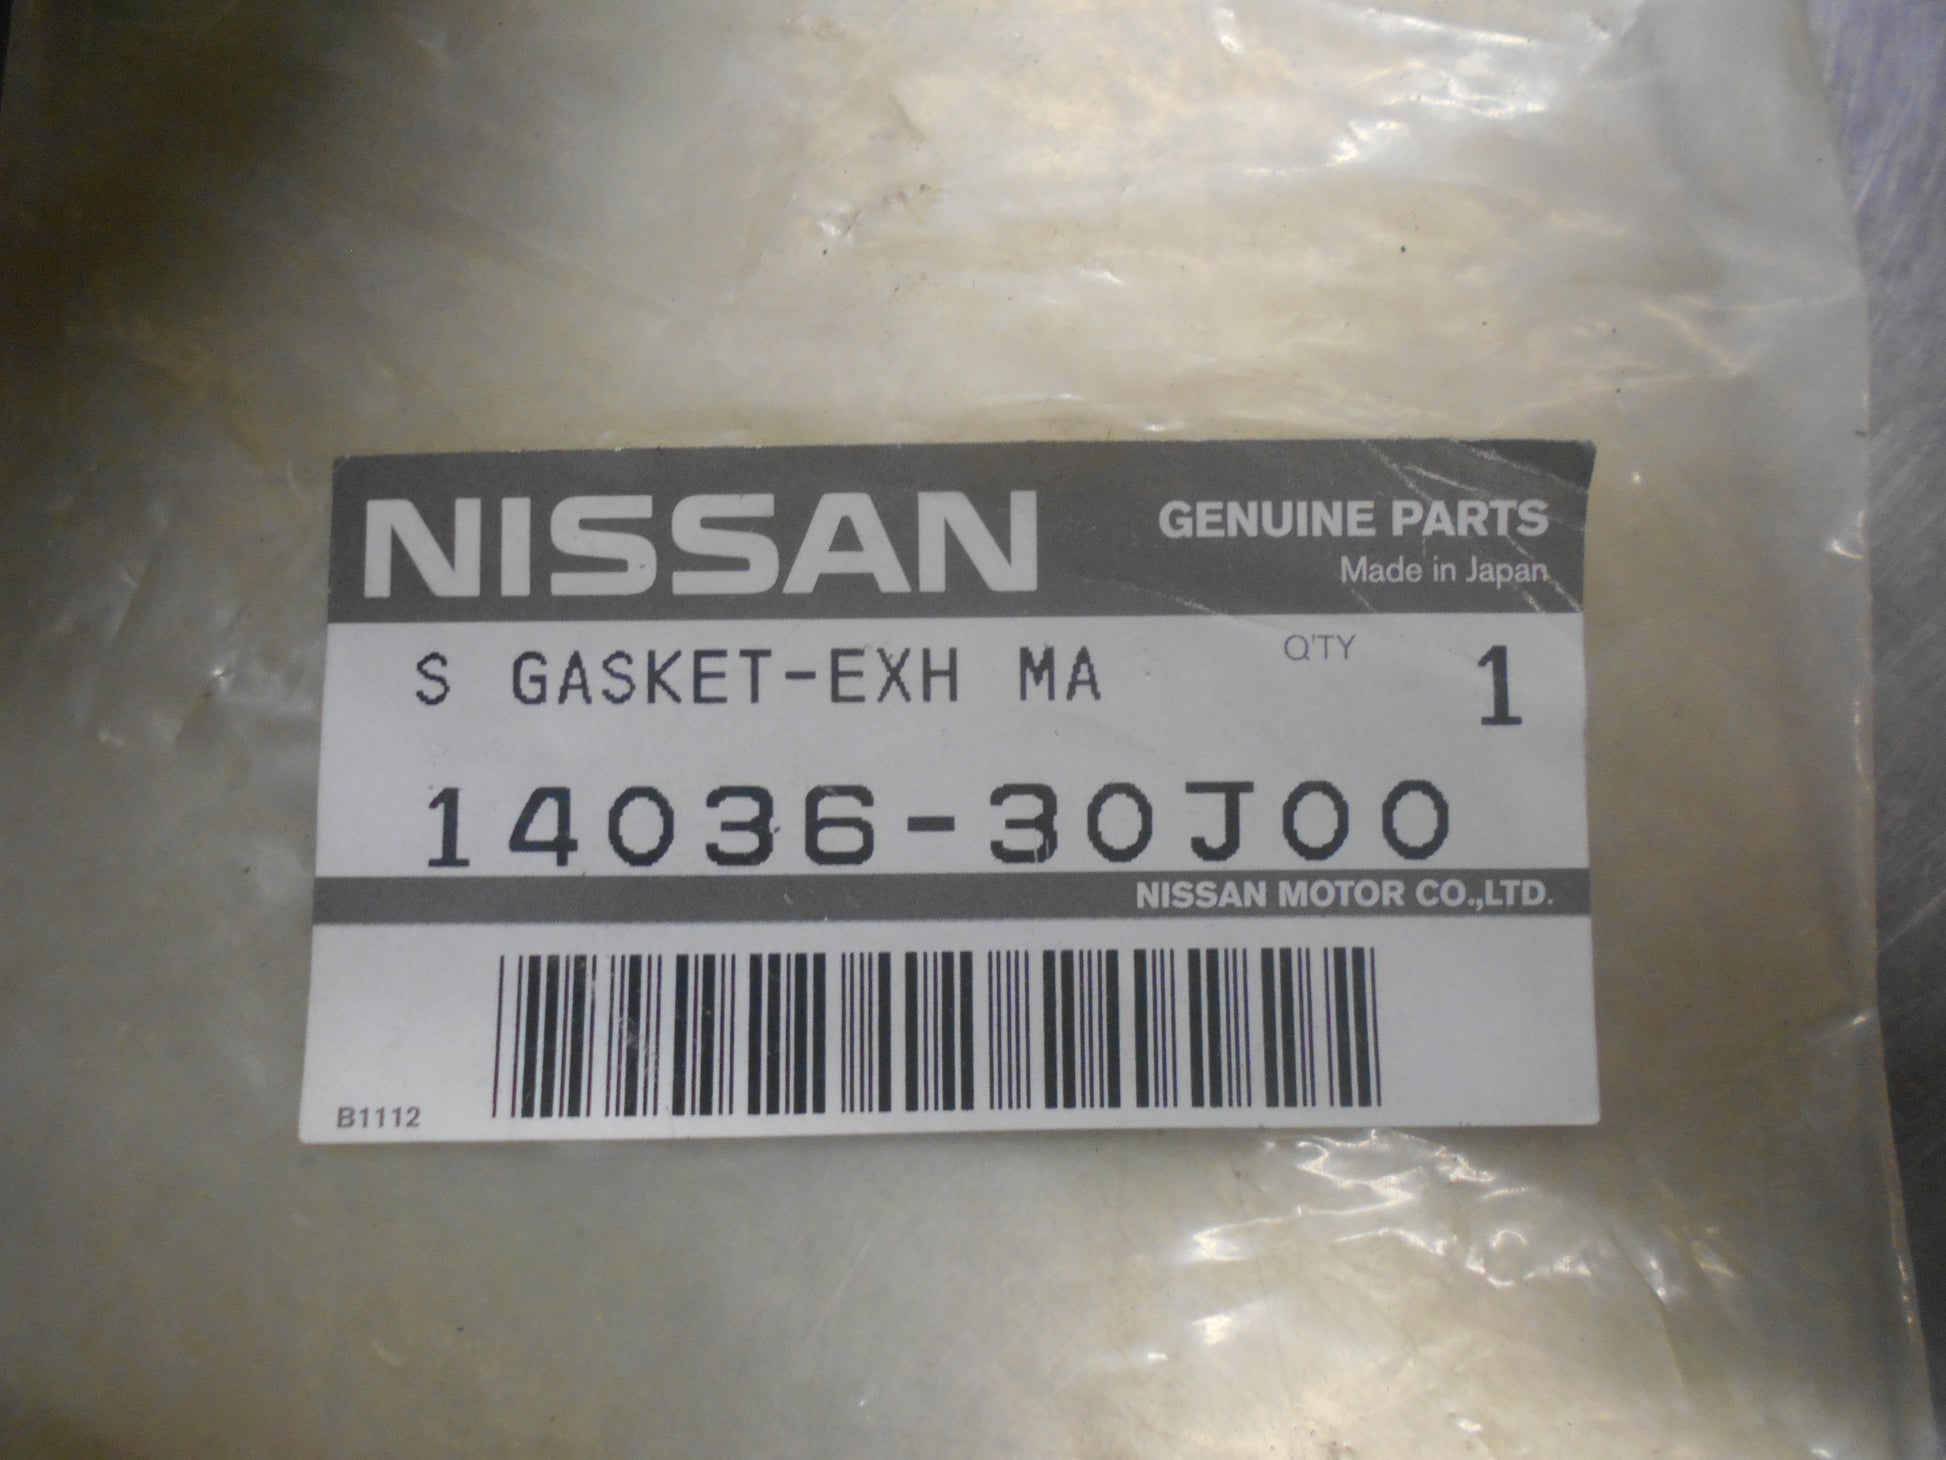 NISSAN
GENUINE PARTS
Made in Japan
S GASKET-EXH MA
Q'TY 1
14036-30J00
NISSAN MOTOR CO.,LTD.
B1112